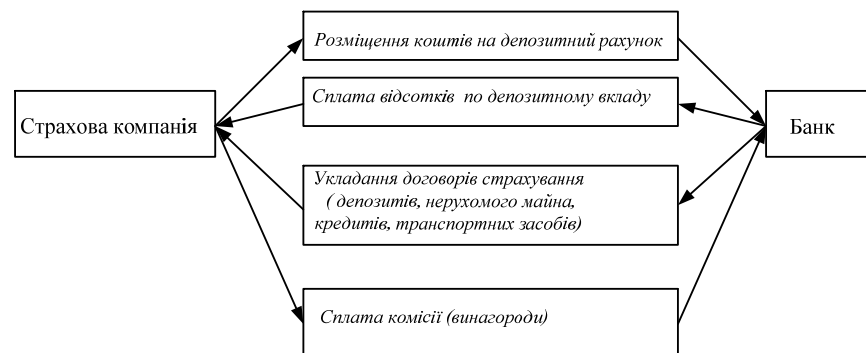 Розміщення коштів на депозитний рахунок
Сплата відсотків по депозитному вкладу
Страхова компанія
Банк
Укладання договорів страхування
( депозитів, нерухомого майна,
кредитів, транспортних засобів)
Сплата комісії (винагороди)